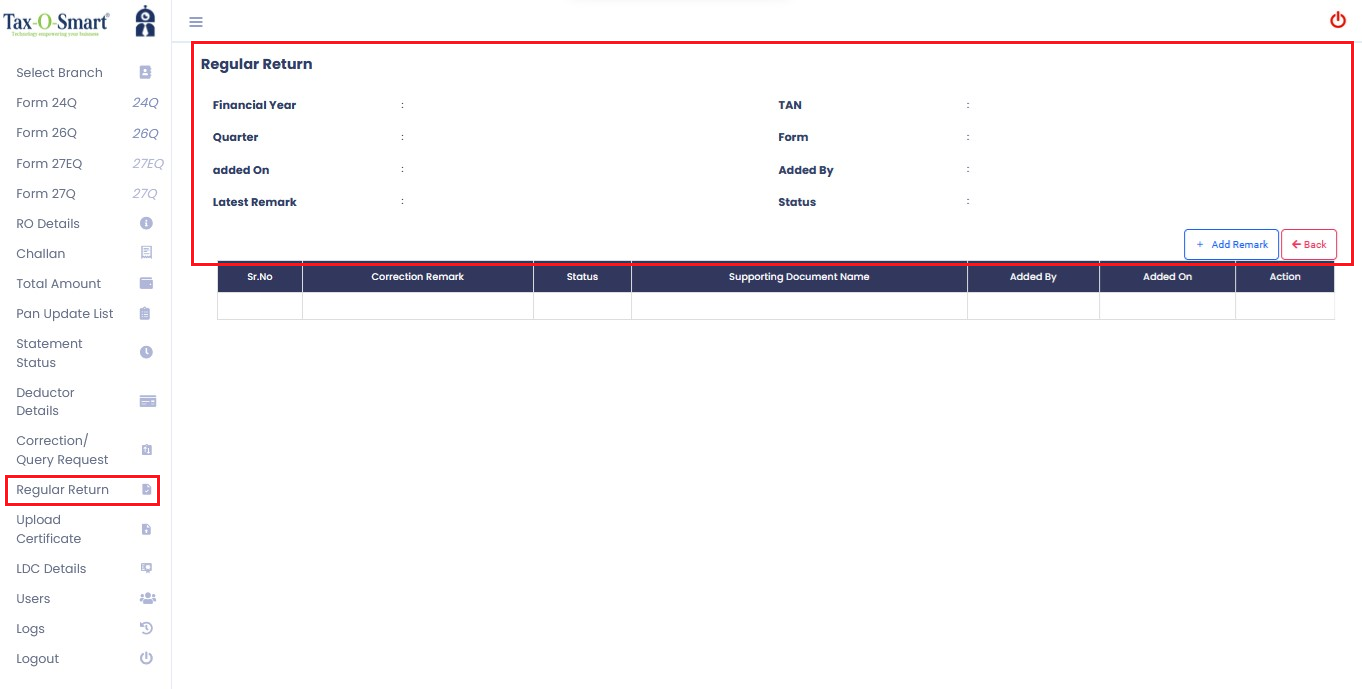 Tax-O-Smart®
Technology empowering your business
Select Branch
Form 24Q 24Q
Form 26Q 26Q
Form 27EQ 27EQ
Form 27Q 27Q
RO Details
Challan
Total Amount
Pan Update List
Statement
Status
Deductor
Details
Correction/
Query Request
Regular Return
Upload
Certificate
LDC Details
Users
Logs
Logout
Regular Return
Financial Year : TAN :
Quarter : Form :
added On : Added By :
Latest Remark : Status :
+ Add Remark Back
Sr.No Correction Remark Status Supporting Document Name Added By Added On Action